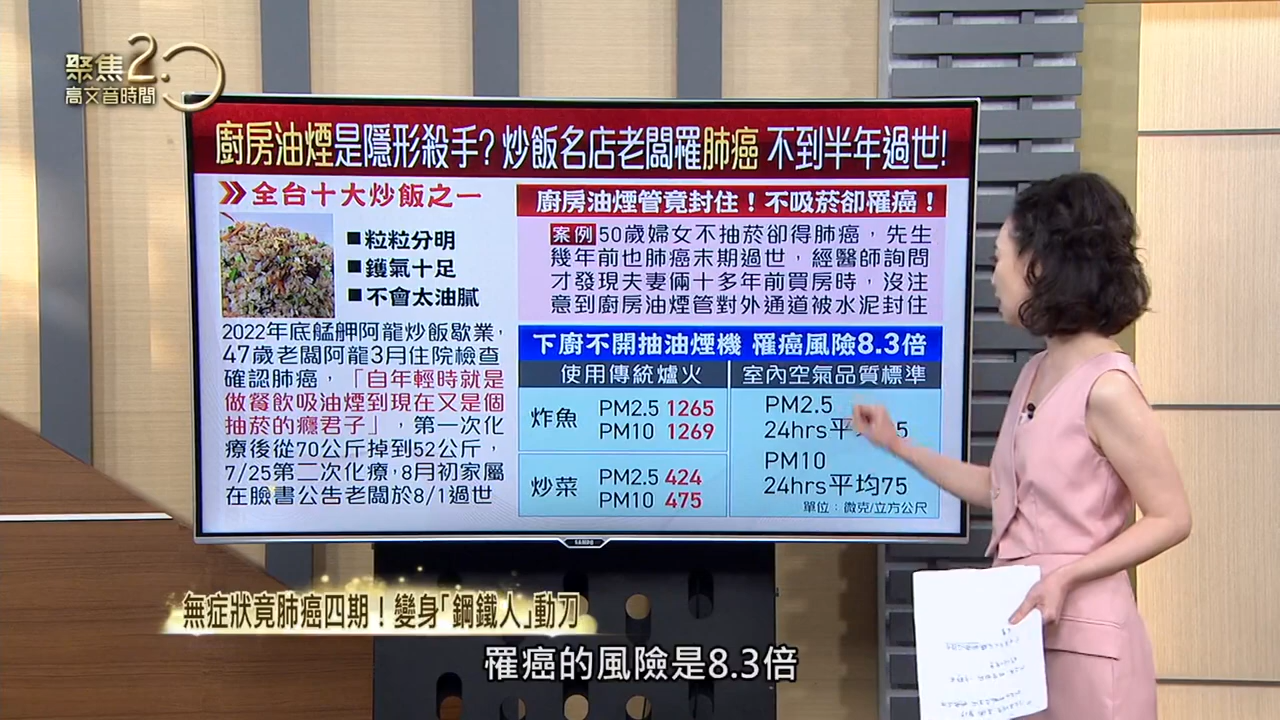 聚焦2.0
高文音時間
廚房油煙是隱形殺手?炒飯名店老闆罹肺癌 不到半年過世!
全台十大炒飯之一
■粒粒分明
■鑊氣十足
■不會太油膩
2022年底艋舺阿龍炒飯歇業,
47歲老闆阿龍3月住院檢查
確認肺癌,「自年輕時就是
做餐飲吸油煙到現在又是個
抽菸的癮君子」,第一次化
療後從70公斤掉到52公斤,
7/25第二次化療,8月初家屬
在臉書公告老闆於8/1過世
廚房油煙管竟封住!不吸菸卻罹癌!
案例 50歲婦女不抽菸卻得肺癌,先生
幾年前也肺癌末期過世,經醫師詢問
才發現夫妻倆十多年前買房時,沒注
意到廚房油煙管對外通道被水泥封住
下廚不開抽油煙機 罹癌風險8.3倍
使用傳統爐火
室內空氣品質標準
炸魚
PM2.5 1265
PM10 1269
炒菜
PM2.5 424
PM10 475
PM2.5
24hrs平 5
PM10
24hrs平均75
單位:微克/立方公尺
SAMPO
無症狀竟肺癌四期!變身「鋼鐵人」動刀
罹癌的風險是8.3倍